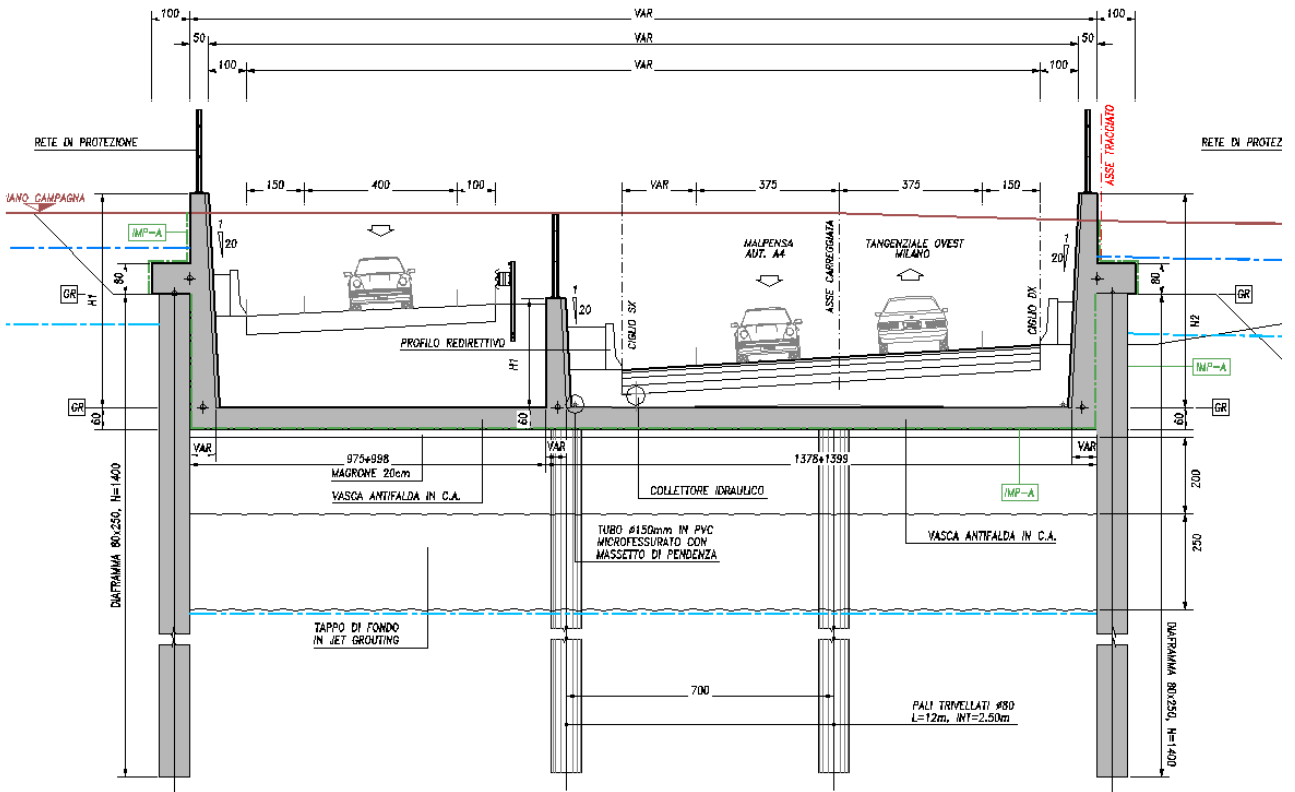 100
VAR
100
50
VAR
50
100
VAR
100
RETE DI PROTEZIONE
ASSE TRACCIATO
RETE DI PROTEZ
150
400
100
VAR
375
375
150
IANO CAMPAGNA
IMP-A
1
20
MALPENSA
AUT. A4
ASSE CARREGGIATA
TANGENZIALE OVEST
MILANO
1
20
80
80
GR
H1
1
20
CIGLIO SX
CIGLIO DX
GR
H2
PROFILO REDIRETTIVO
H1
IMP-A
GR
60
60
GR
60
VAR
VAR
VAR
975÷998
1378÷1399
MAGRONE 20cm
VASCA ANTIFALDA IN C.A.
COLLETTORE IDRAULICO
IMP-A
200
TUBO ø150mm IN PVC
MICROFESSURATO CON
MASSETTO DI PENDENZA
VASCA ANTIFALDA IN C.A.
250
DIAFRAMMA 80x250, H=1400
TAPPO DI FONDO
IN JET GROUTING
DIAFRAMMA 80x250, H=1400
700
PALI TRIVELLATI ø80
L=12m, INT=2.50m